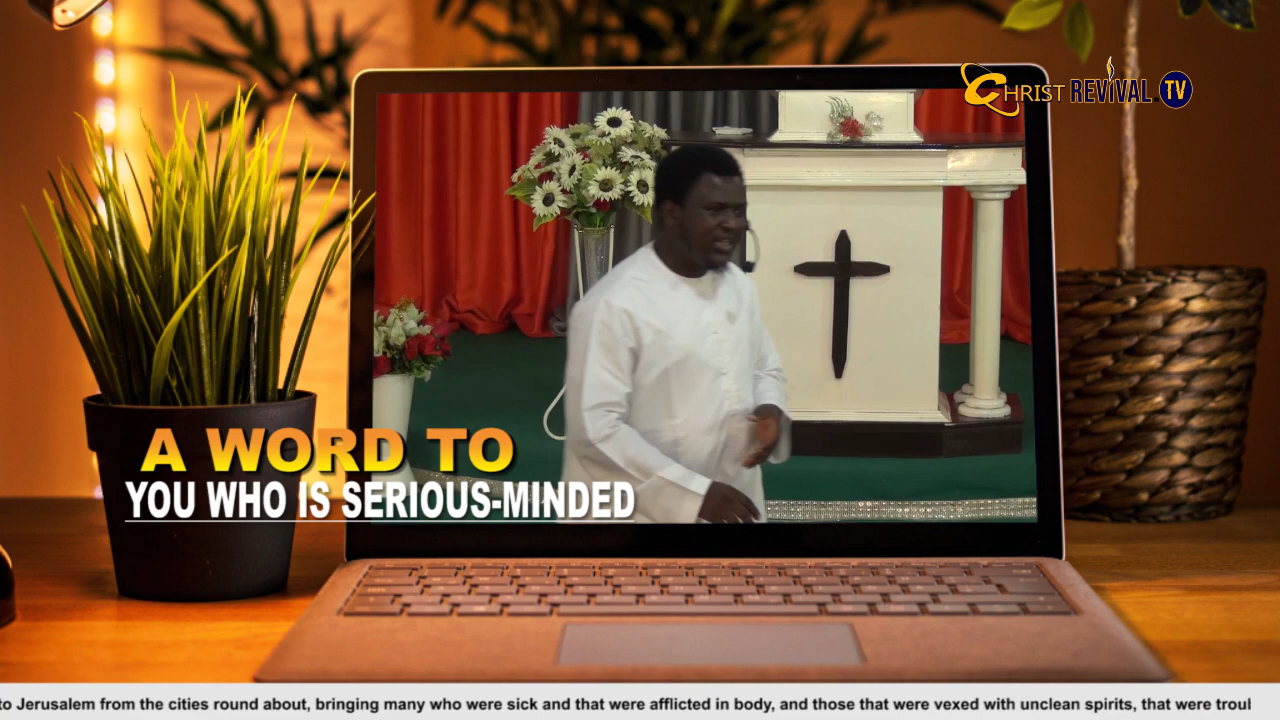 CHRIST REVIVAL.TV
A WORD TO
YOU WHO IS SERIOUS-MINDED
to Jerusalem from the cities round about, bringing many who were sick and that were afflicted in body, and those that were vexed with unclean spirits, that were troul